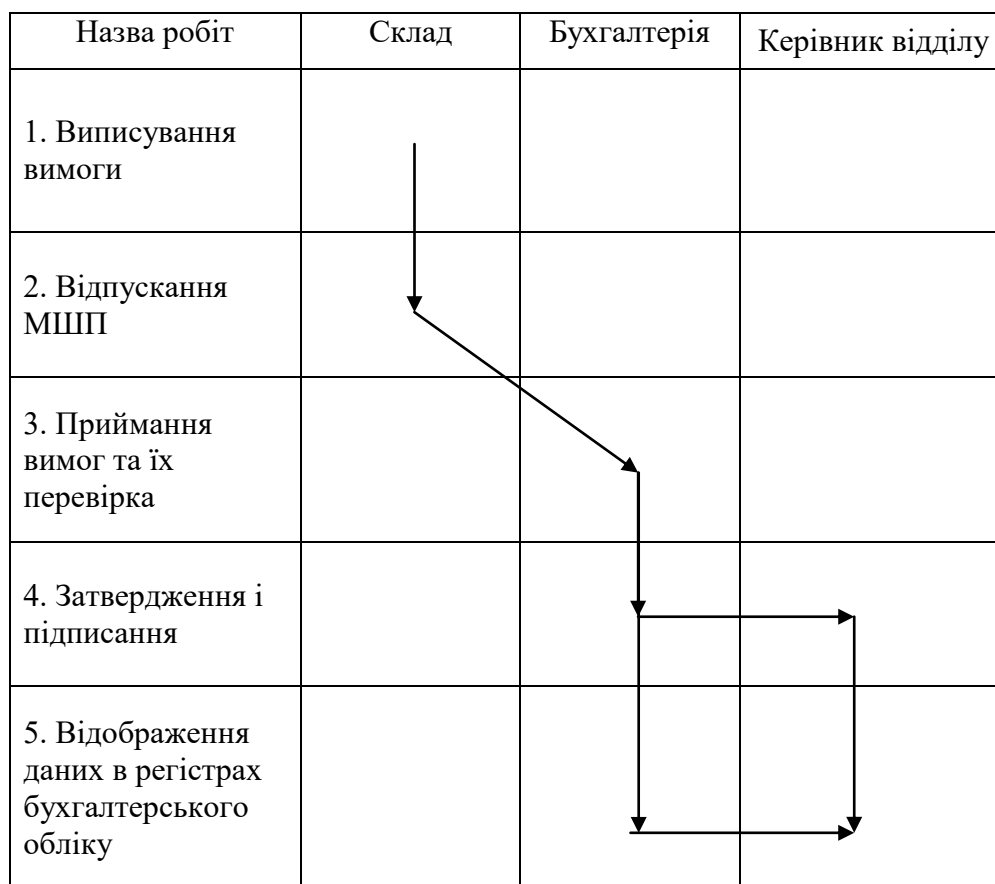 Назва робіт
Склад
Бухгалтерія
Керівник відділу
1. Виписування
вимоги
2. Відпускання
МШП
3. Приймання
вимог та їх
перевірка
4. Затвердження і
підписання
5. Відображення
даних в регістрах
бухгалтерського
обліку